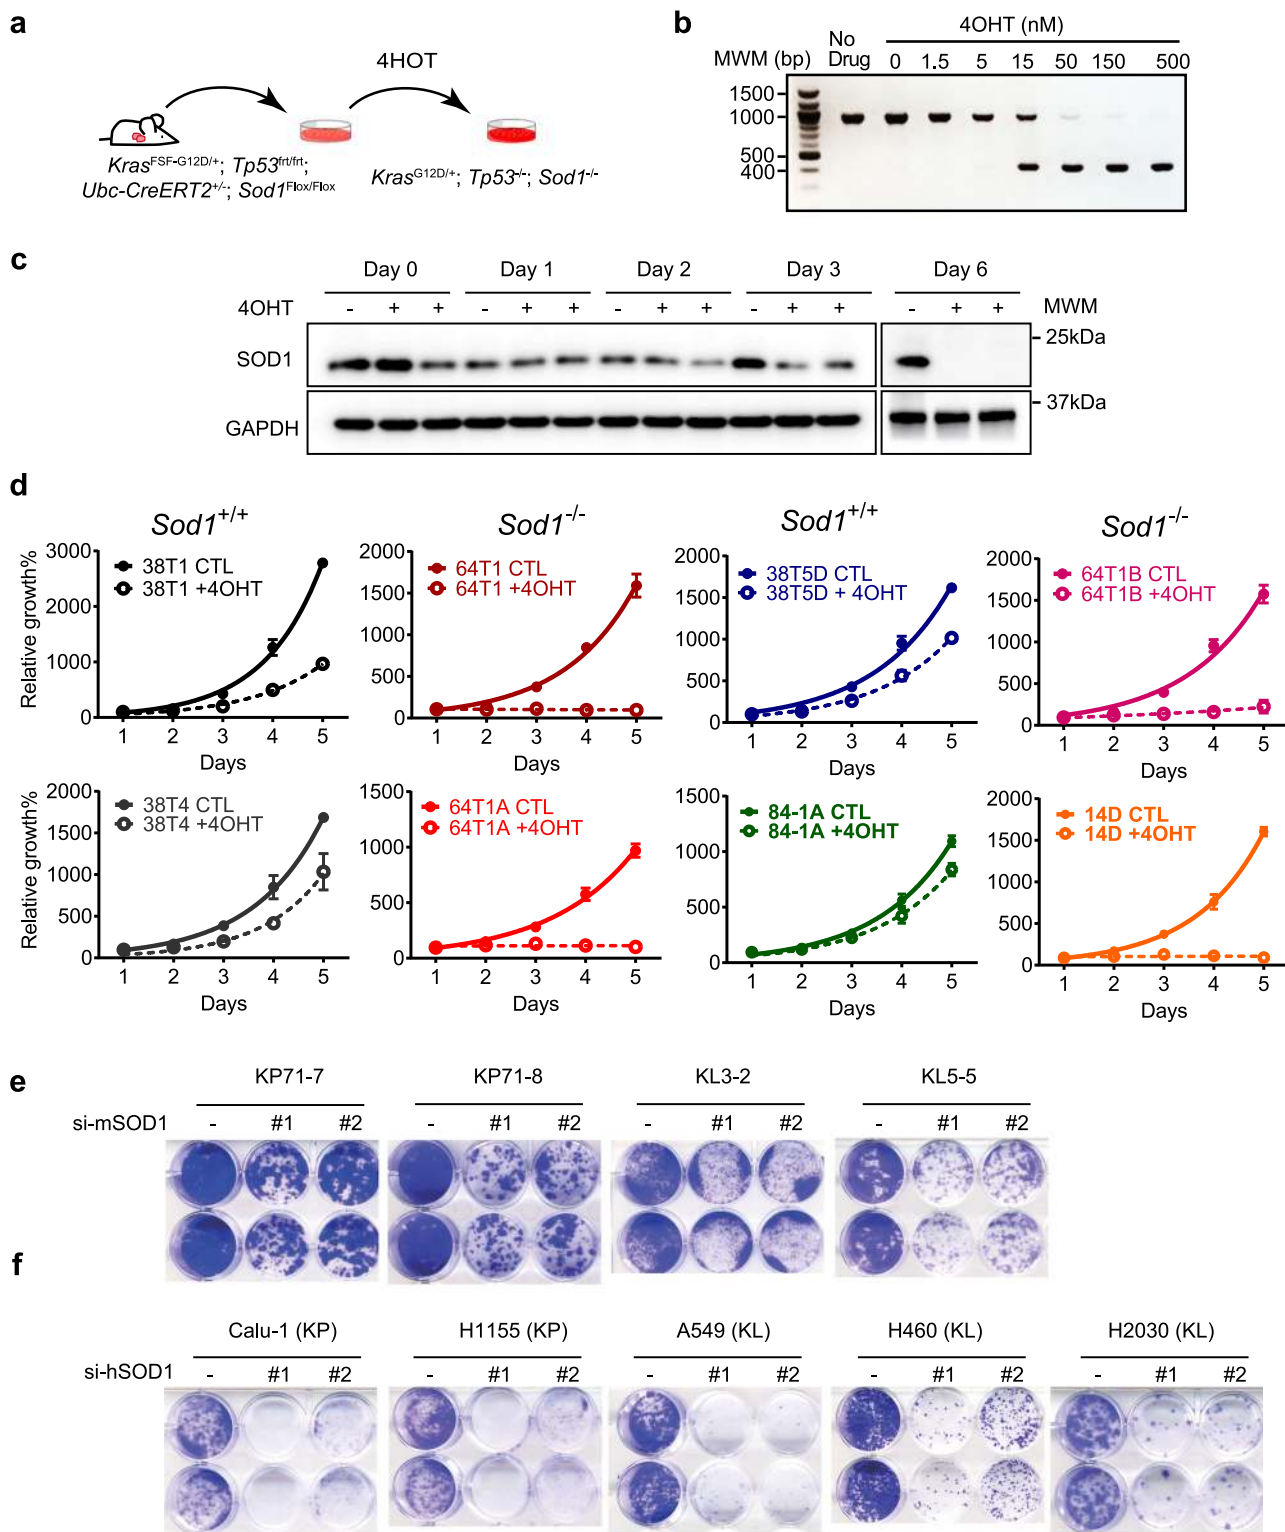 a
4HOT
Kras^FSF-G12D/+; Tp53^frt/frt;
Ubc-CreERT2^+/-; Sod1^Flox/Flox
Kras^G12D/+; Tp53^-/-; Sod1^-/-
b
4OHT (nM)
MWM (bp) No Drug 0 1.5 5 15 50 150 500
1500
1000
500
400
c
Day 0 Day 1 Day 2 Day 3 Day 6
4OHT - + + - + + - + + - + + - + + MWM
SOD1
25kDa
GAPDH
37kDa
d
Sod1^+/+ Sod1^-/- Sod1^+/+ Sod1^-/-
Relative growth%
3000
2000
1000
0
38T1 CTL
38T1 +4OHT
1 2 3 4 5
Days
2000
1500
1000
500
0
64T1 CTL
64T1 +4OHT
1 2 3 4 5
Days
2000
1500
1000
500
0
38T5D CTL
38T5D + 4OHT
1 2 3 4 5
Days
2000
1500
1000
500
0
64T1B CTL
64T1B +4OHT
1 2 3 4 5
Days
Relative growth%
2000
1500
1000
500
0
38T4 CTL
38T4 +4OHT
1 2 3 4 5
Days
1500
1000
500
0
64T1A CTL
64T1A +4OHT
1 2 3 4 5
Days
1500
1000
500
0
84-1A CTL
84-1A +4OHT
1 2 3 4 5
Days
2000
1500
1000
500
0
14D CTL
14D +4OHT
1 2 3 4 5
Days
e
KP71-7 KP71-8 KL3-2 KL5-5
si-mSOD1 - #1 #2 - #1 #2 - #1 #2 - #1 #2
f
Calu-1 (KP) H1155 (KP) A549 (KL) H460 (KL) H2030 (KL)
si-hSOD1 - #1 #2 - #1 #2 - #1 #2 - #1 #2 - #1 #2